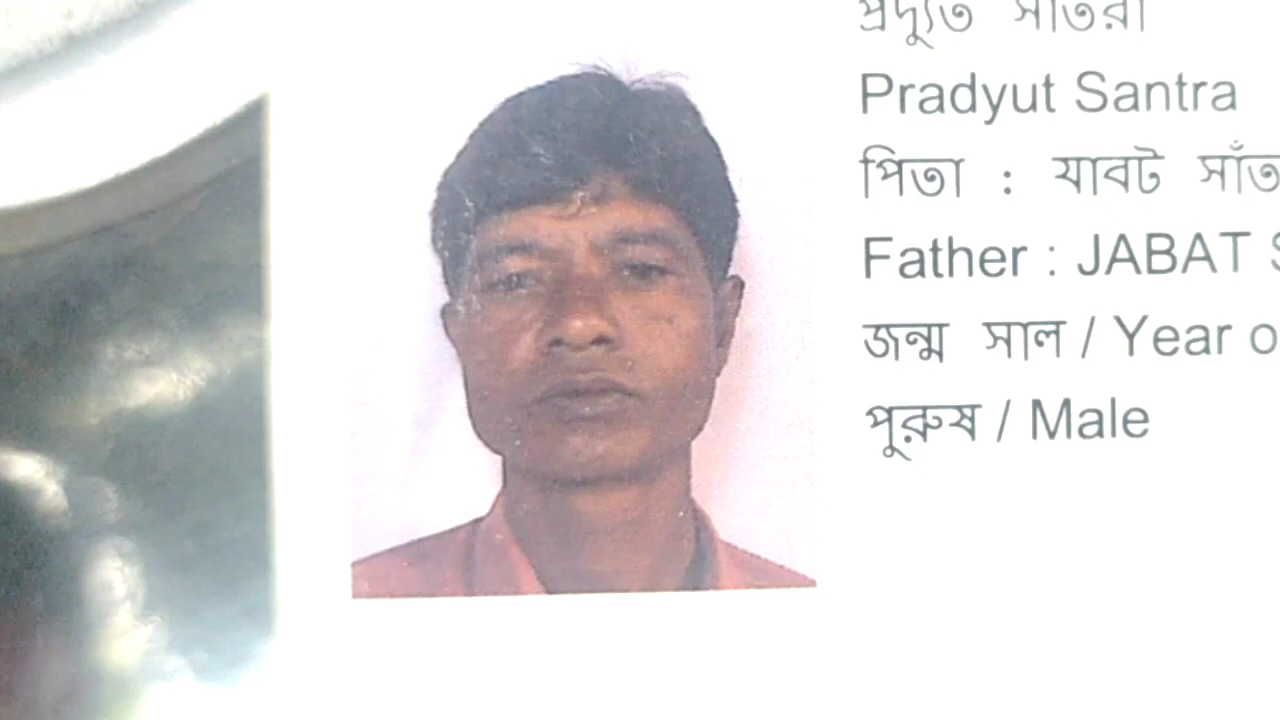 প্রদ্যুত সাঁতরা
Pradyut Santra
পিতা : যাবট
Father : JABAT
জন্ম সাল / Year
পুরুষ / Male